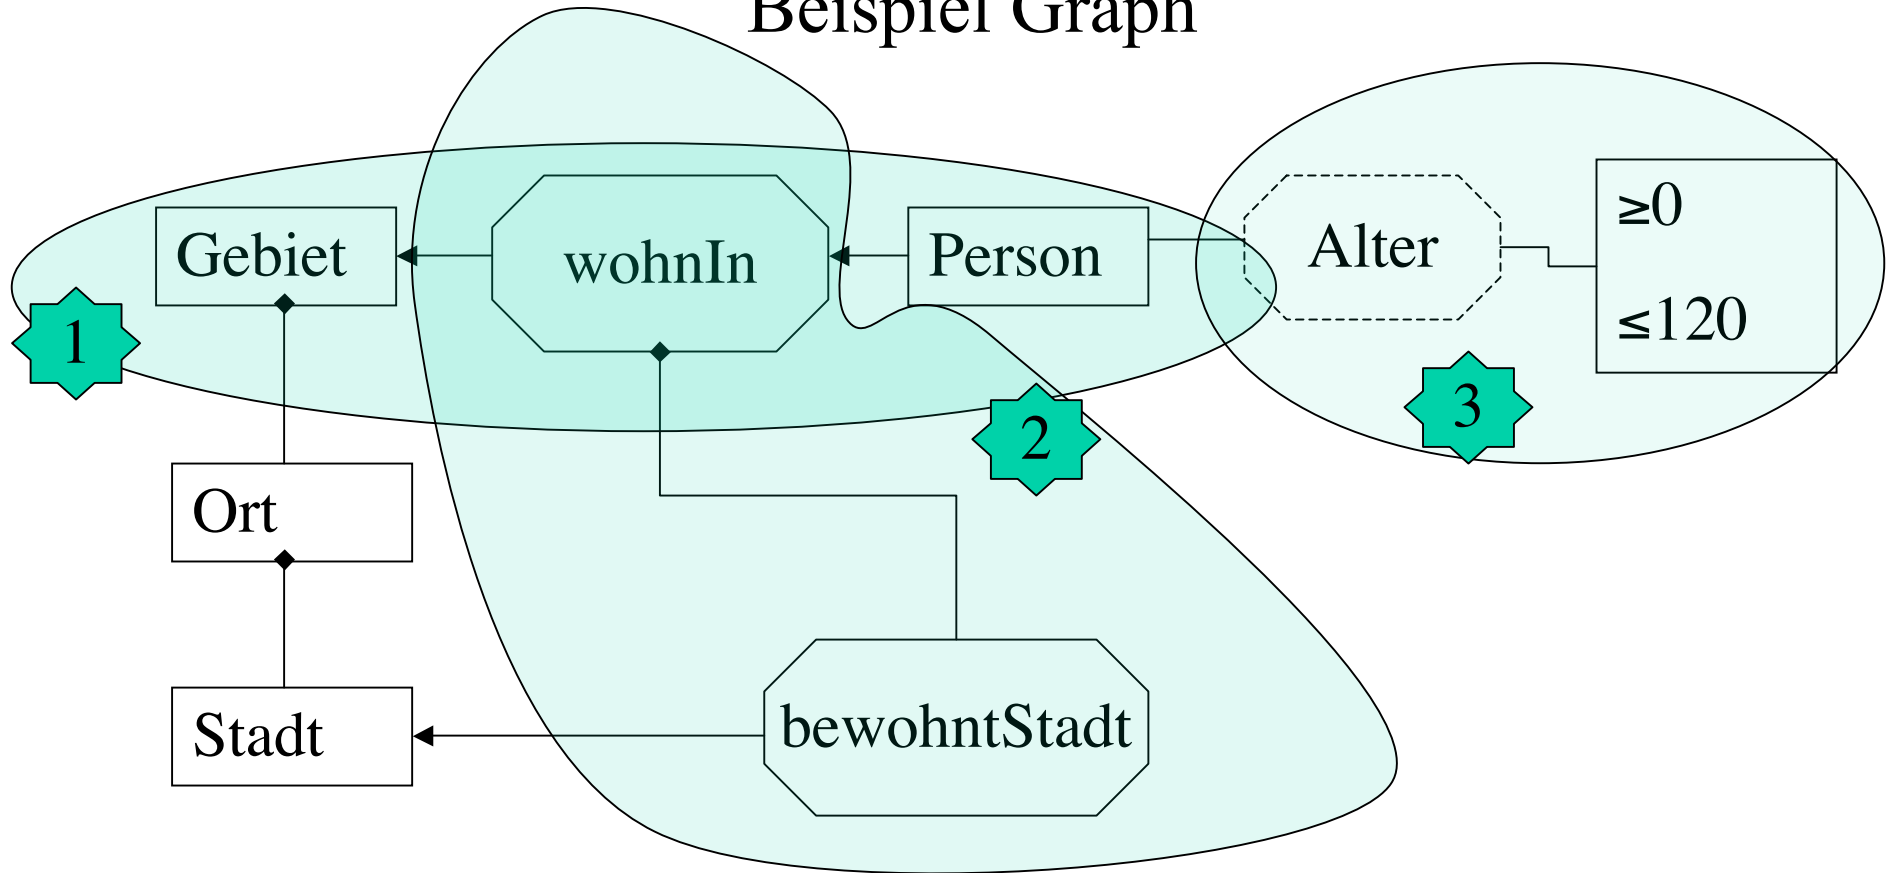 Beispiel Graph
Gebiet
wohnIn
Person
Alter
≥0
≤120
1
2
3
Ort
Stadt
bewohntStadt